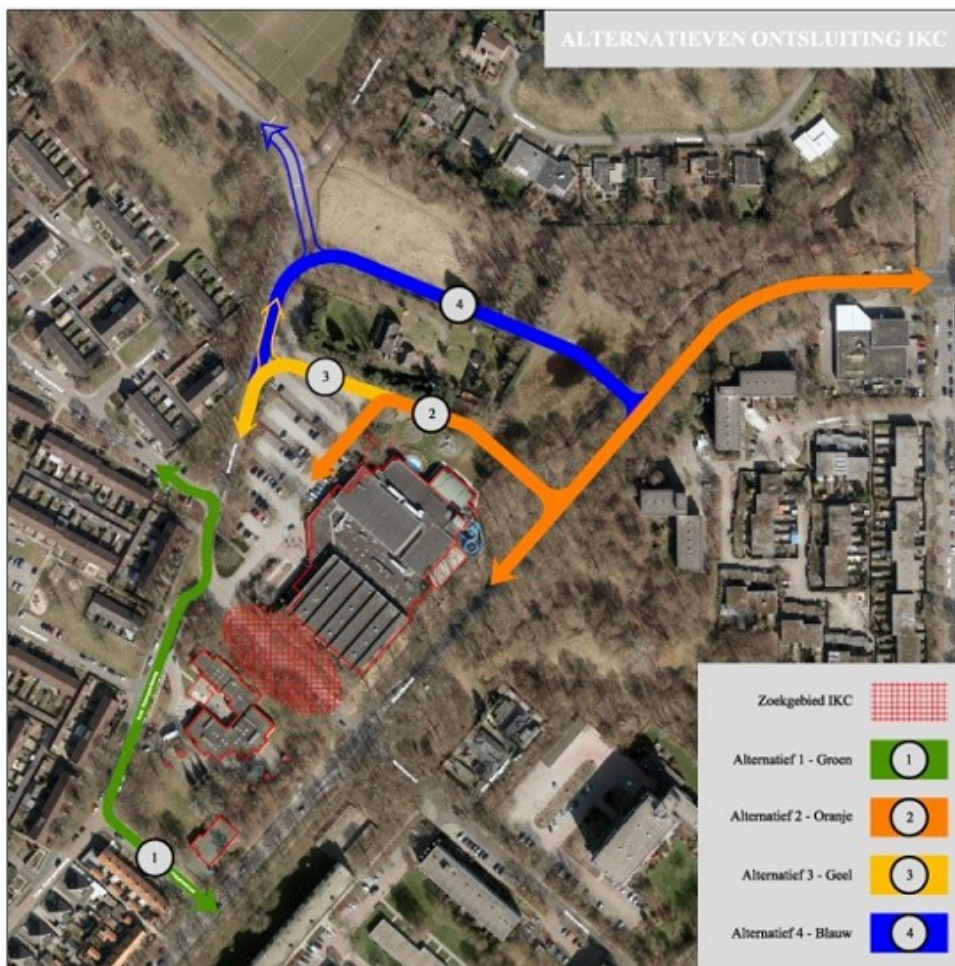 ALTERNATIEVEN ONTSLUITING IKC
4
3
2
1
Zoekgebied IKC
Alternatief 1 - Groen
1
Alternatief 2 - Oranje
2
Alternatief 3 - Geel
3
Alternatief 4 - Blauw
4